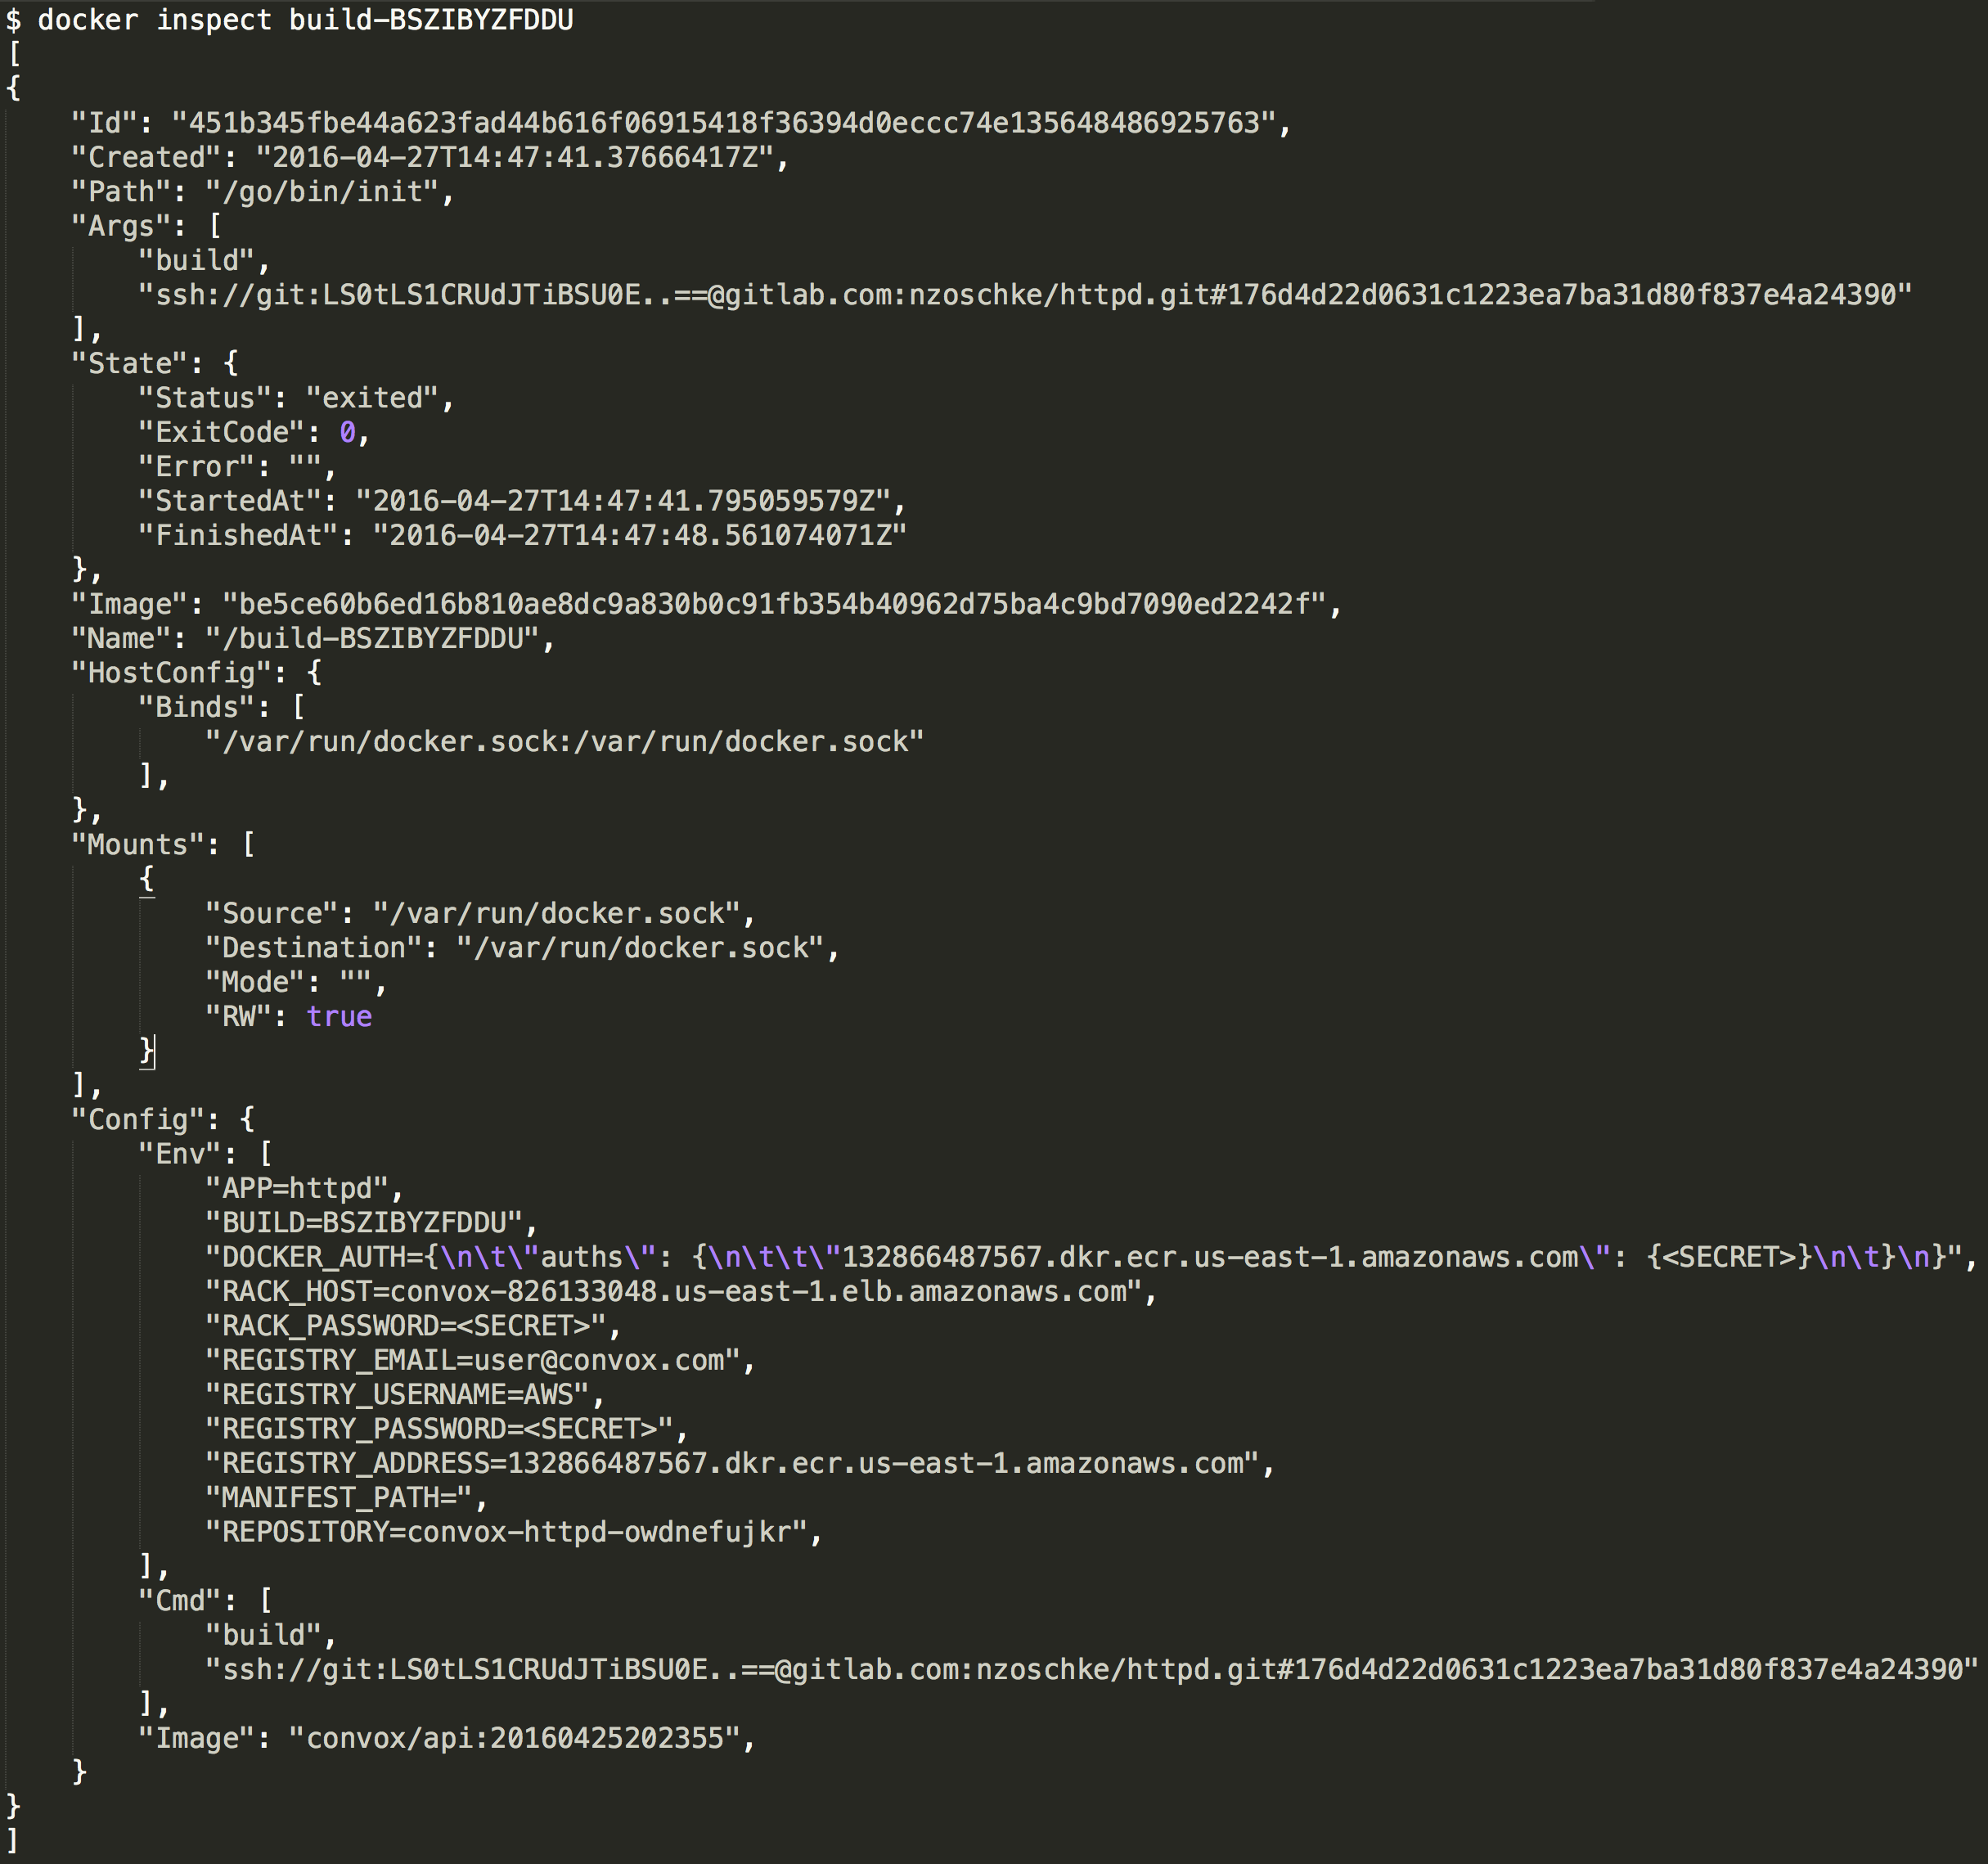 $ docker inspect build-BSZIBYZFDDU
[
{
    "Id": "451b345fbe44a623fad44b616f06915418f36394d0eccc74e135648486925763",
    "Created": "2016-04-27T14:47:41.37666417Z",
    "Path": "/go/bin/init",
    "Args": [
        "build",
        "ssh://git:LS0tLS1CRUdJTiBSU0E..==@gitlab.com:nzoschke/httpd.git#176d4d22d0631c1223ea7ba31d80f837e4a24390"
    ],
    "State": {
        "Status": "exited",
        "ExitCode": 0,
        "Error": "",
        "StartedAt": "2016-04-27T14:47:41.795059579Z",
        "FinishedAt": "2016-04-27T14:47:48.561074071Z"
    },
    "Image": "be5ce60b6ed16b810ae8dc9a830b0c91fb354b40962d75ba4c9bd7090ed2242f",
    "Name": "/build-BSZIBYZFDDU",
    "HostConfig": {
        "Binds": [
            "/var/run/docker.sock:/var/run/docker.sock"
        ],
    },
    "Mounts": [
        {
            "Source": "/var/run/docker.sock",
            "Destination": "/var/run/docker.sock",
            "Mode": "",
            "RW": true
        }
    ],
    "Config": {
        "Env": [
            "APP=httpd",
            "BUILD=BSZIBYZFDDU",
            "DOCKER_AUTH={\n\t\"auths\": {\n\t\t\"132866487567.dkr.ecr.us-east-1.amazonaws.com\": {<SECRET>}\n\t}\n}",
            "RACK_HOST=convox-826133048.us-east-1.elb.amazonaws.com",
            "RACK_PASSWORD=<SECRET>",
            "REGISTRY_EMAIL=user@convox.com",
            "REGISTRY_USERNAME=AWS",
            "REGISTRY_PASSWORD=<SECRET>",
            "REGISTRY_ADDRESS=132866487567.dkr.ecr.us-east-1.amazonaws.com",
            "MANIFEST_PATH=",
            "REPOSITORY=convox-httpd-owdnefujkr",
        ],
        "Cmd": [
            "build",
            "ssh://git:LS0tLS1CRUdJTiBSU0E..==@gitlab.com:nzoschke/httpd.git#176d4d22d0631c1223ea7ba31d80f837e4a24390"
        ],
        "Image": "convox/api:20160425202355",
    }
}
]